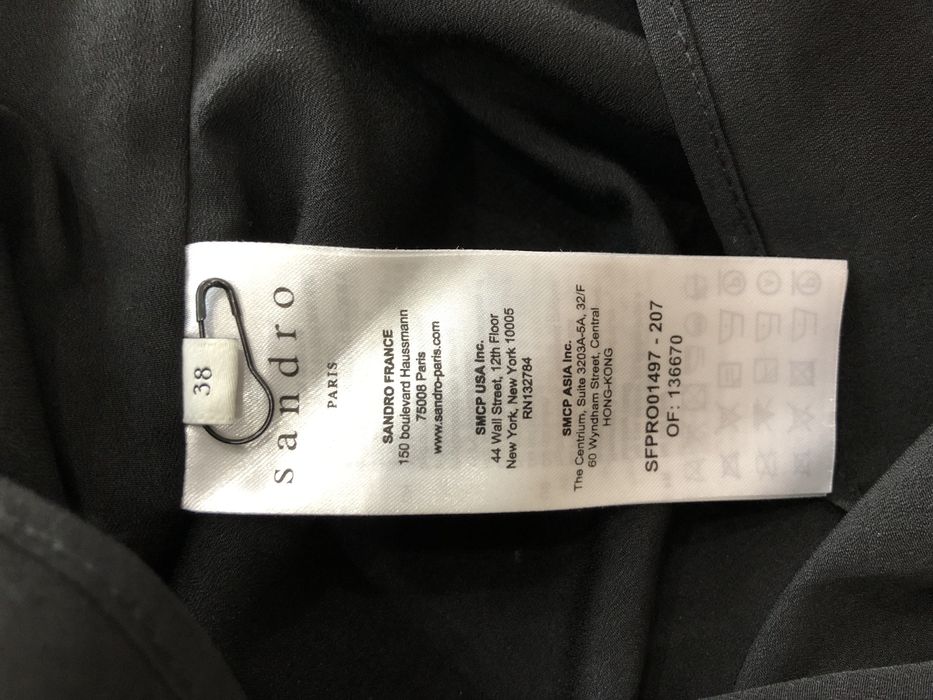 38
sandro
PARIS
SANDRO FRANCE
150 boulevard Haussmann
75008 Paris
www.sandro-paris.com
SMCP USA Inc.
44 Wall Street, 12th Floor
New York, New York 10005
RN132784
SMCP ASIA Inc.
The Centrium, Suite 3203A-5A, 32/F
60 Wyndham Street, Central
HONG-KONG
SFPRO01497 - 207
OF: 136670